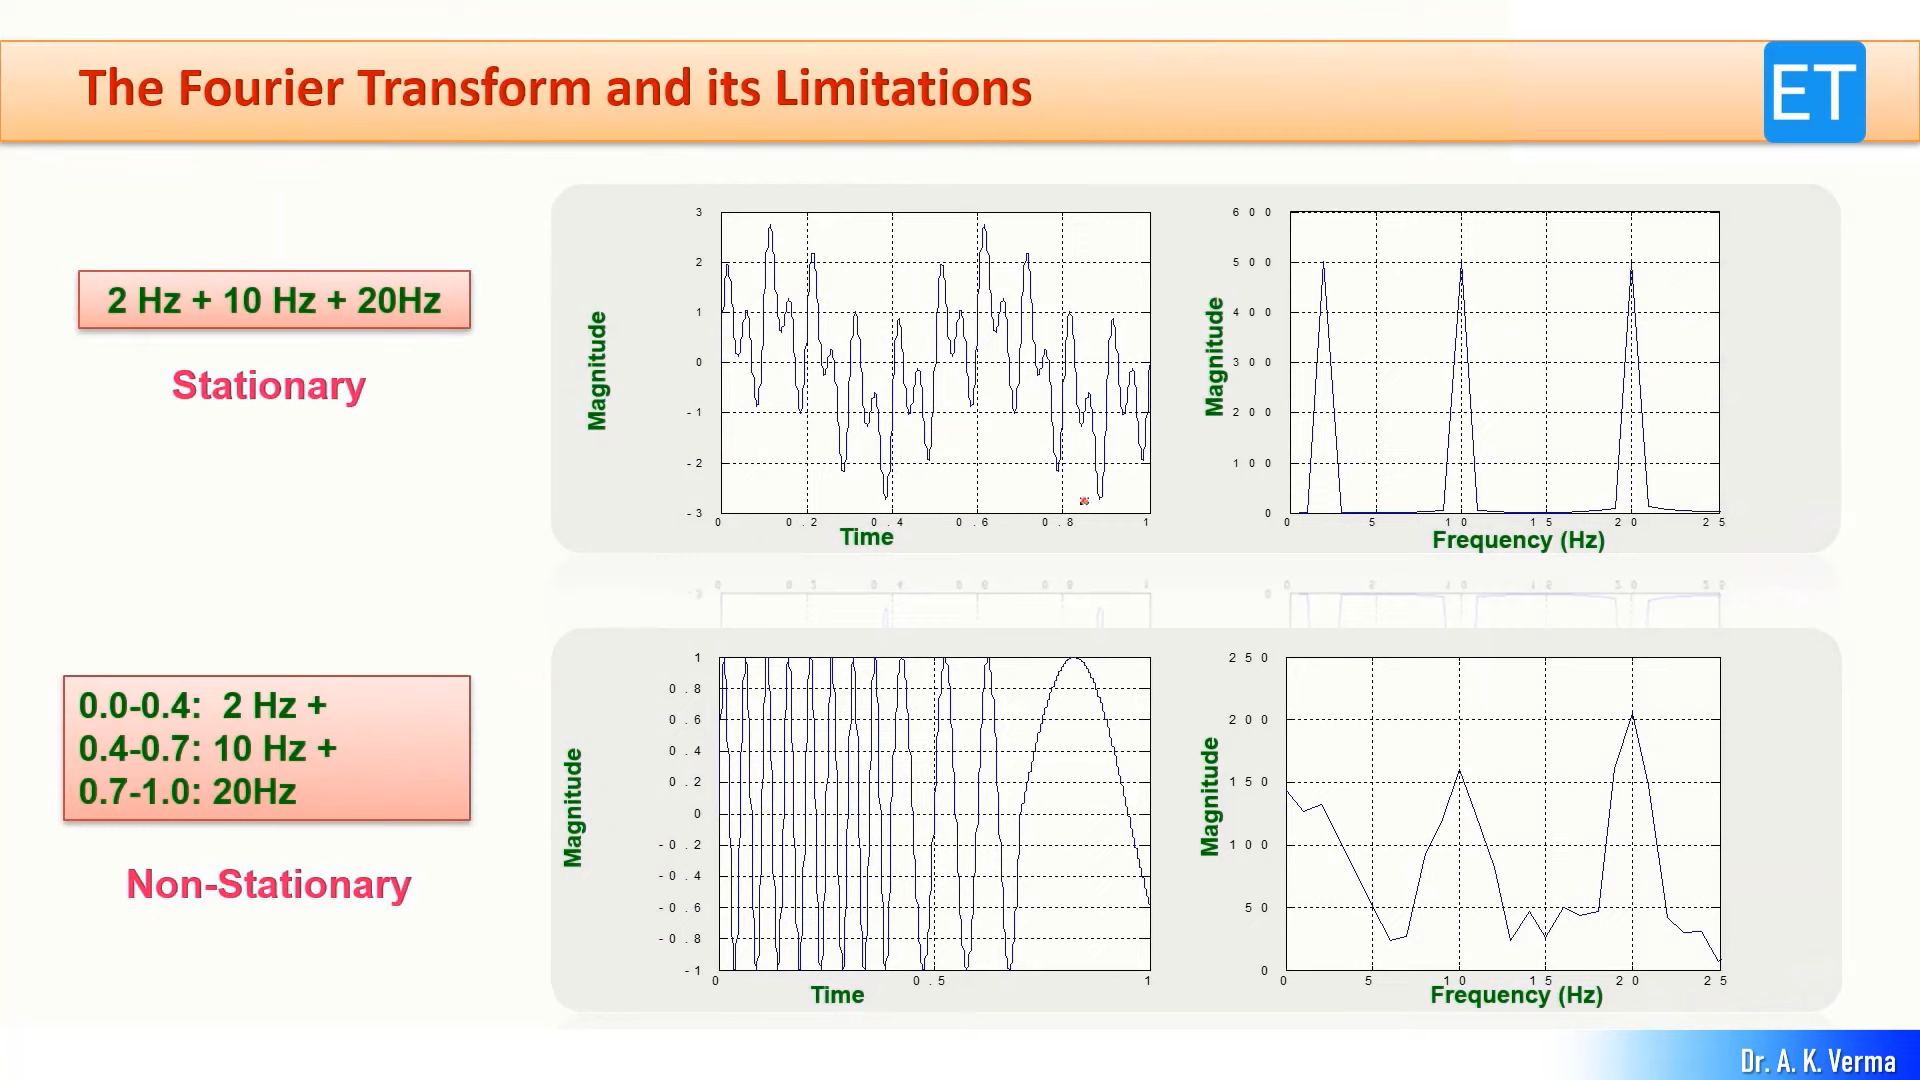 The Fourier Transform and its Limitations
ET
2 Hz + 10 Hz + 20Hz
Stationary
Magnitude
3
2
1
0
-1
-2
-3
0 0.2 0.4 0.6 0.8 1
Time
Magnitude
600
500
400
300
200
100
0
0 5 10 15 20 25
Frequency (Hz)
0.0-0.4: 2 Hz +
0.4-0.7: 10 Hz +
0.7-1.0: 20Hz
Non-Stationary
Magnitude
1
0.8
0.6
0.4
0.2
0
-0.2
-0.4
-0.6
-0.8
-1
0 0.5 1
Time
Magnitude
250
200
150
100
50
0
0 5 10 15 20 25
Frequency (Hz)
Dr. A. K. Verma